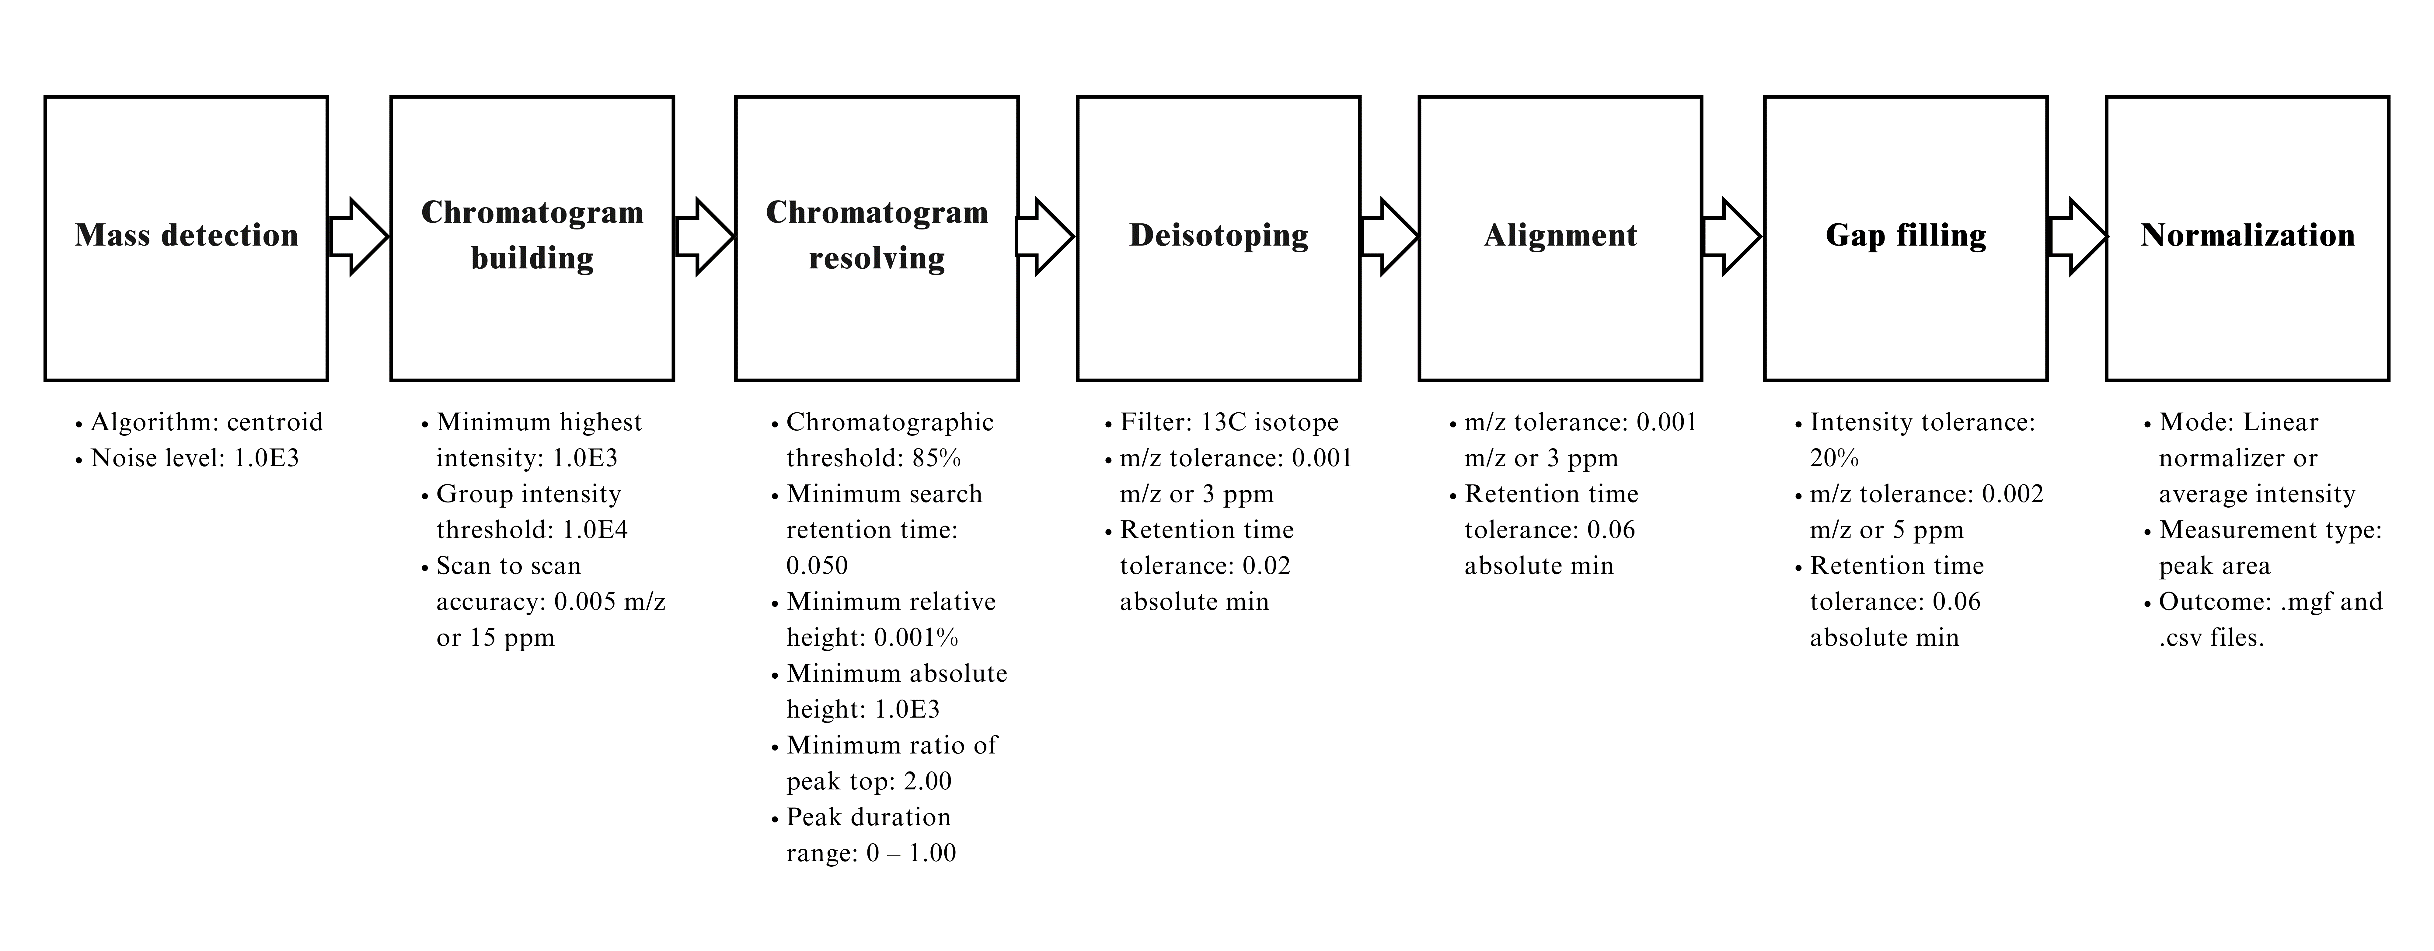 Mass detection
Chromatogram
building
Chromatogram
resolving
Deisotoping
Alignment
Gap filling
Normalization
• Algorithm: centroid
• Noise level: 1.0E3
• Minimum highest
intensity: 1.0E3
• Group intensity
threshold: 1.0E4
• Scan to scan
accuracy: 0.005 m/z
or 15 ppm
• Chromatographic
threshold: 85%
• Minimum search
retention time:
0.050
• Minimum relative
height: 0.001%
• Minimum absolute
height: 1.0E3
• Minimum ratio of
peak top: 2.00
• Peak duration
range: 0 – 1.00
• Filter: 13C isotope
• m/z tolerance: 0.001
m/z or 3 ppm
• Retention time
tolerance: 0.02
absolute min
• m/z tolerance: 0.001
m/z or 3 ppm
• Retention time
tolerance: 0.06
absolute min
• Intensity tolerance:
20%
• m/z tolerance: 0.002
m/z or 5 ppm
• Retention time
tolerance: 0.06
absolute min
• Mode: Linear
normalizer or
average intensity
• Measurement type:
peak area
• Outcome: .mgf and
.csv files.